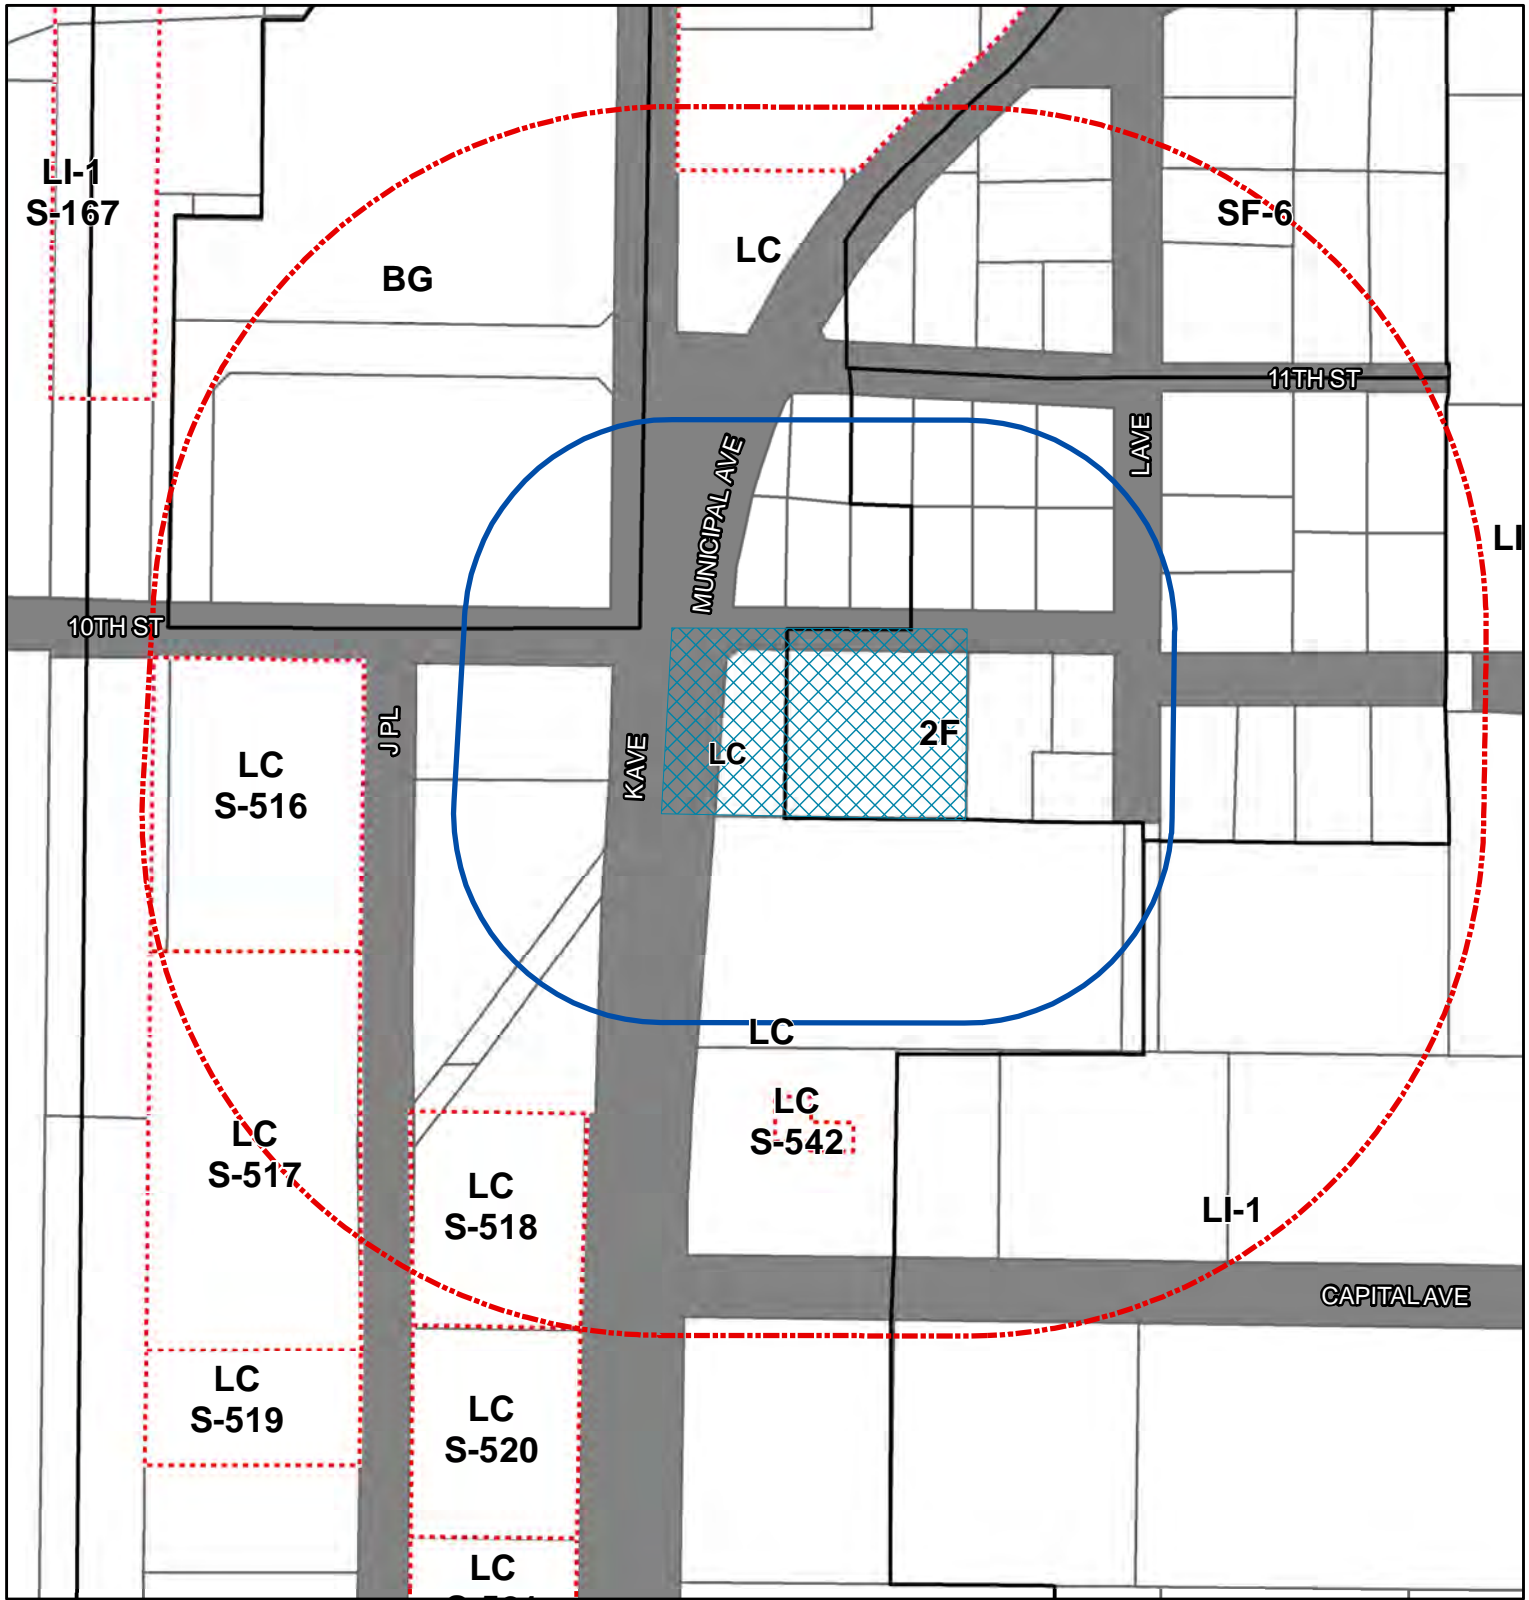 LI-1
S-167
SF-6
LC
BG
11TH ST
L AVE
MUNICIPAL AVE
LI
10TH ST
J PL
2F
LC
K AVE
LC
S-516
LC
LC
S-542
LC
S-517
LC
S-518
LI-1
CAPITAL AVE
LC
S-519
LC
S-520
LC